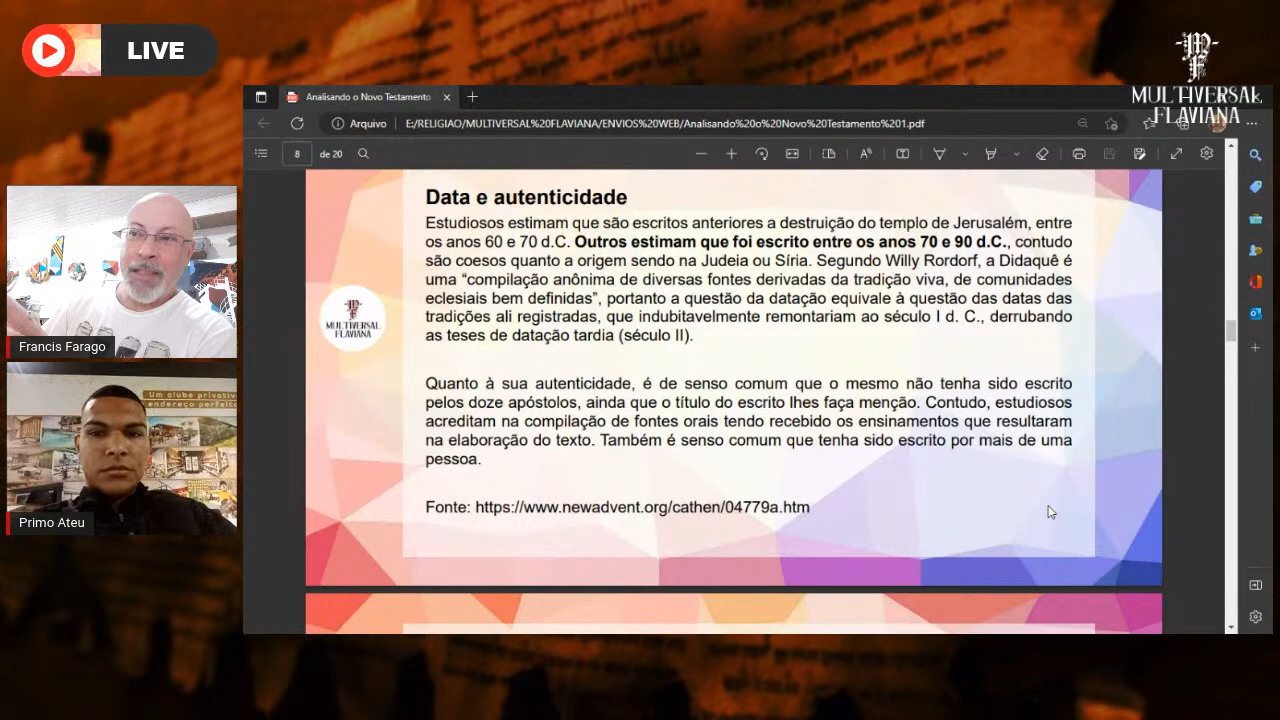 LIVE
MULTIVERSAL
FLAVIANA
Analisando o Novo Testamento
Arquivo
E:/RELIGIAO/MULTIVERSAL%20FLAVIANA/ENVIOS%20WEB/Analisando%20o%20Novo%20Testamento%201.pdf
8 de 20
Data e autenticidade
Estudiosos estimam que são escritos anteriores a destruição do templo de Jerusalém, entre
os anos 60 e 70 d.C. Outros estimam que foi escrito entre os anos 70 e 90 d.C., contudo
são coesos quanto a origem sendo na Judeia ou Síria. Segundo Willy Rordorf, a Didaquê é
uma “compilação anônima de diversas fontes derivadas da tradição viva, de comunidades
eclesiais bem definidas”, portanto a questão da datação equivale à questão das datas das
tradições ali registradas, que indubitavelmente remontariam ao século I d. C., derrubando
as teses de datação tardia (século II).
Quanto à sua autenticidade, é de senso comum que o mesmo não tenha sido escrito
pelos doze apóstolos, ainda que o título do escrito lhes faça menção. Contudo, estudiosos
acreditam na compilação de fontes orais tendo recebido os ensinamentos que resultaram
na elaboração do texto. Também é senso comum que tenha sido escrito por mais de uma
pessoa.
Fonte: https://www.newadvent.org/cathen/04779a.htm
MULTIVERSAL
FLAVIANA
Francis Farago
Um clube privativo
endereço perfeito
Primo Ateu